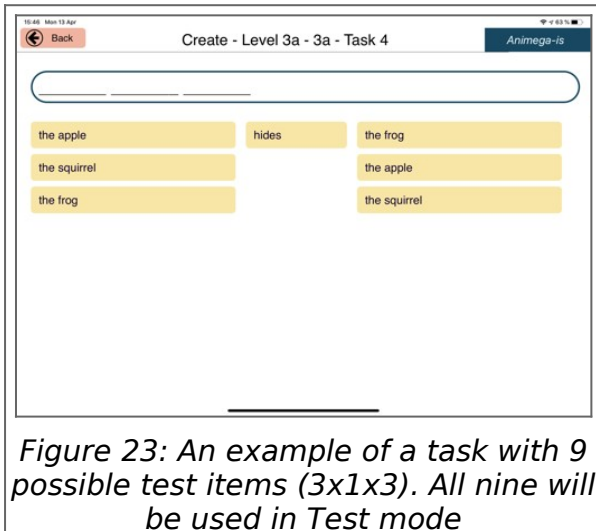 15:46 Mon 13 Apr 63 %
Back Create - Level 3a - 3a - Task 4 Animega-is
the apple hides the frog
the squirrel the apple
the frog the squirrel
Figure 23: An example of a task with 9
possible test items (3x1x3). All nine will
be used in Test mode